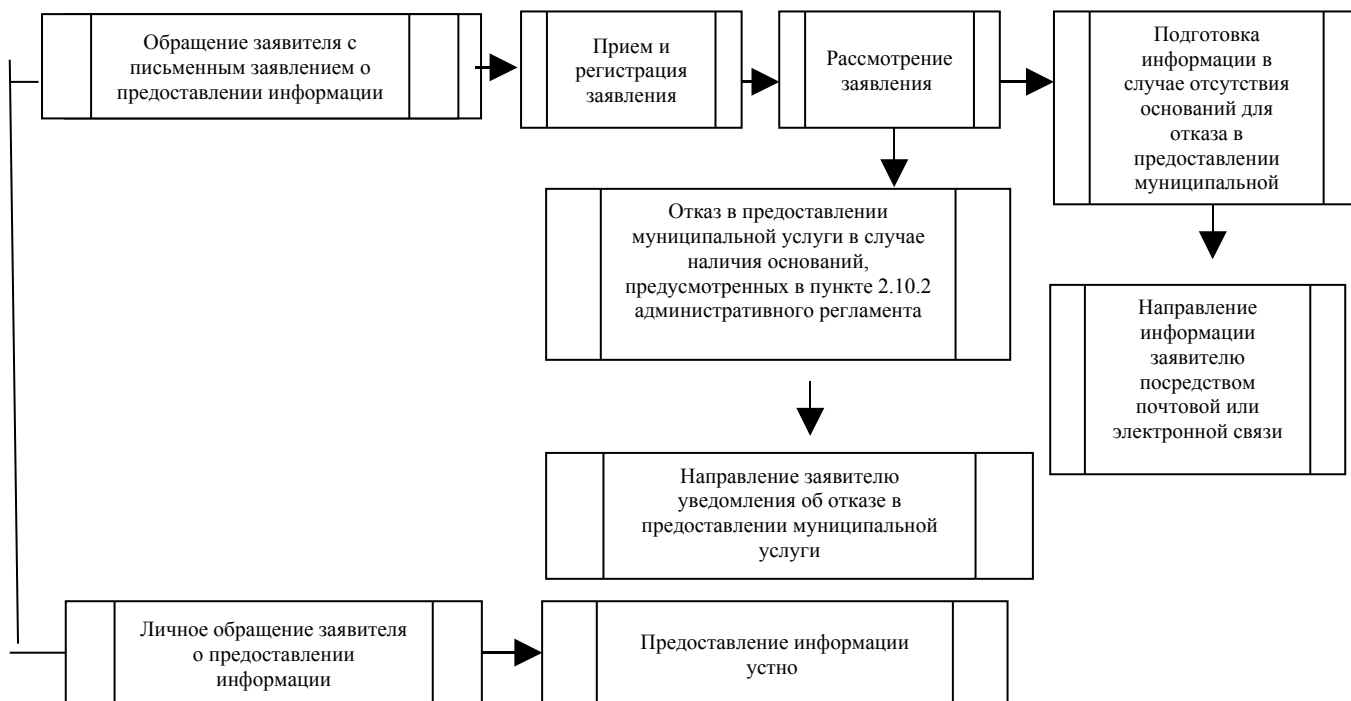 Обращение заявителя с
письменным заявлением о
предоставлении информации
Прием и
регистрация
заявления
Рассмотрение
заявления
Подготовка
информации в
случае отсутствия
оснований для
отказа в
предоставлении
муниципальной
Отказ в предоставлении
муниципальной услуги в случае
наличия оснований,
предусмотренных в пункте 2.10.2
административного регламента
Направление
информации
заявителю
посредством
почтовой или
электронной связи
Направление заявителю
уведомления об отказе в
предоставлении муниципальной
услуги
Личное обращение заявителя
о предоставлении
информации
Предоставление информации
устно